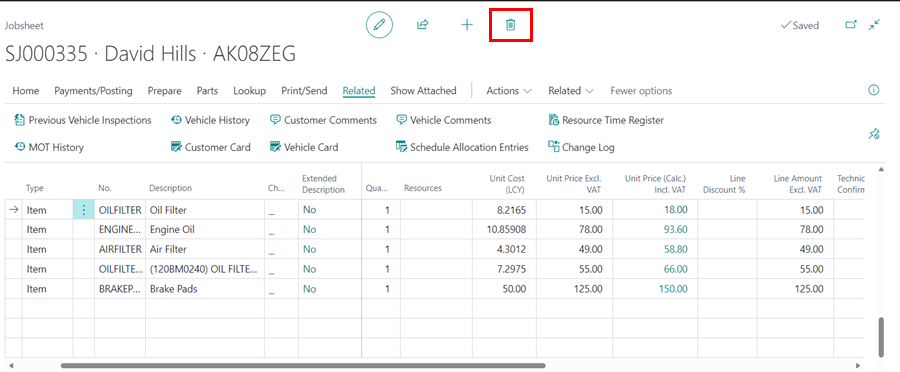 Jobsheet
Saved
SJ000335 · David Hills · AK08ZEG
Home Payments/Posting Prepare Parts Lookup Print/Send Related Show Attached Actions Related Fewer options
Previous Vehicle Inspections Vehicle History Customer Comments Vehicle Comments Resource Time Register
MOT History Customer Card Vehicle Card Schedule Allocation Entries Change Log
Type No. Description Ch... Extended Description Qua... Resources Unit Cost (LCY) Unit Price Excl. VAT Unit Price (Calc.) Incl. VAT Line Discount % Line Amount Excl. VAT Technic Confirm
Item OILFILTER Oil Filter _ No 1 8.2165 15.00 18.00 15.00
Item ENGINE... Engine Oil _ No 1 10.85908 78.00 93.60 78.00
Item AIRFILTER Air Filter _ No 1 4.3012 49.00 58.80 49.00
Item OILFILTE... (120BM0240) OIL FILTE... _ No 1 7.2975 55.00 66.00 55.00
Item BRAKEP... Brake Pads _ No 1 50.00 125.00 150.00 125.00